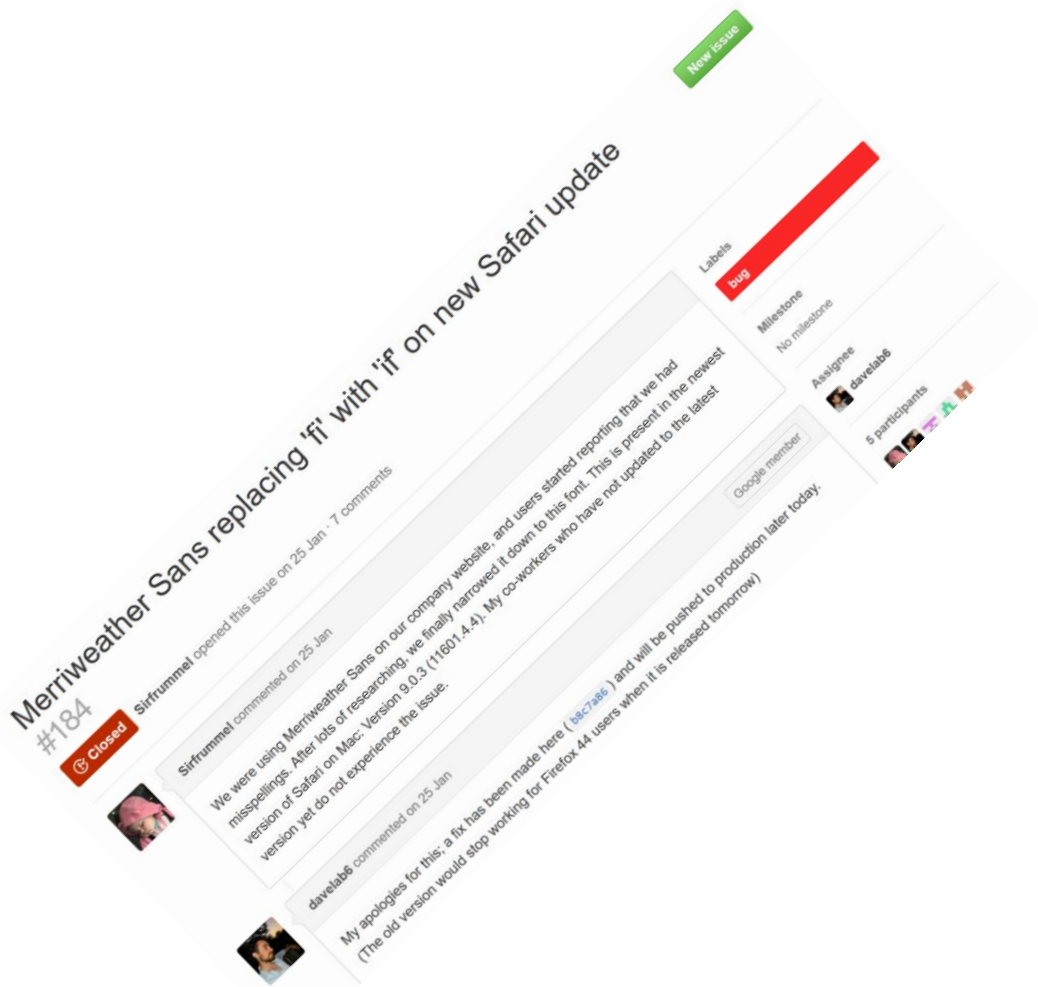 New issue
Merriweather Sans replacing 'fi' with 'if' on new Safari update
#184
Closed
Sirfrummel opened this issue on 25 Jan · 7 comments
Sirfrummel commented on 25 Jan
We were using Merriweather Sans on our company website, and users started reporting that we had
misspellings. After lots of researching, we finally narrowed it down to this font. This is present in the newest
version of Safari on Mac: Version 9.0.3 (11601.4.4). My co-workers who have not updated to the latest
version yet do not experience the issue.
davelab6 commented on 25 Jan
Google member
My apologies for this; a fix has been made here ( b8c7a86 ) and will be pushed to production later today.
(The old version would stop working for Firefox 44 users when it is released tomorrow)
Labels
bug
Milestone
No milestone
Assignee
davelab6
5 participants